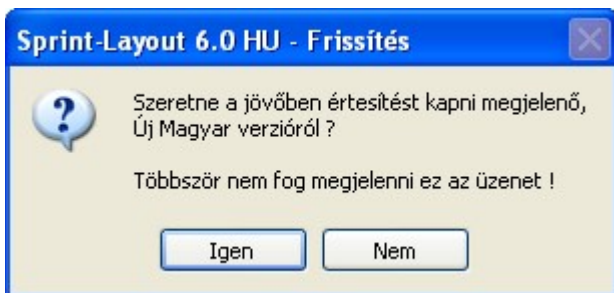 Sprint-Layout 6.0 HU - Frissítés
Szeretne a jövőben értesítést kapni megjelenő,
Új Magyar verzióról ?
Többször nem fog megjelenni ez az üzenet !
Igen
Nem